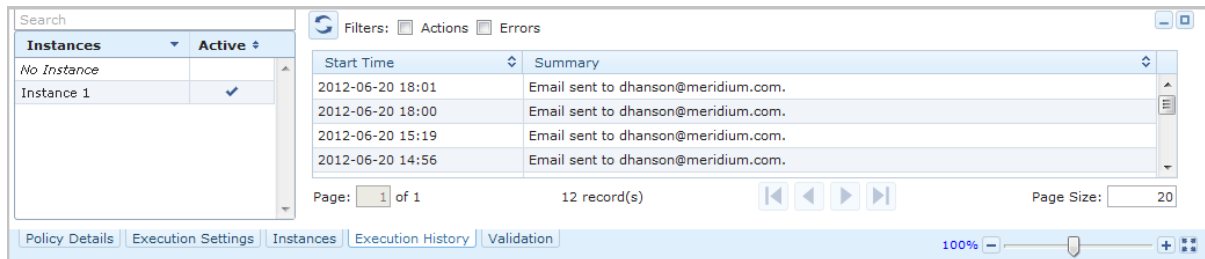 Search
Filters: Actions Errors
Instances Active
No Instance
Instance 1
Start Time Summary
2012-06-20 18:01 Email sent to dhanson@meridium.com.
2012-06-20 18:00 Email sent to dhanson@meridium.com.
2012-06-20 15:19 Email sent to dhanson@meridium.com.
2012-06-20 14:56 Email sent to dhanson@meridium.com.
Page: 1 of 1 12 record(s) Page Size: 20
Policy Details Execution Settings Instances Execution History Validation
100%